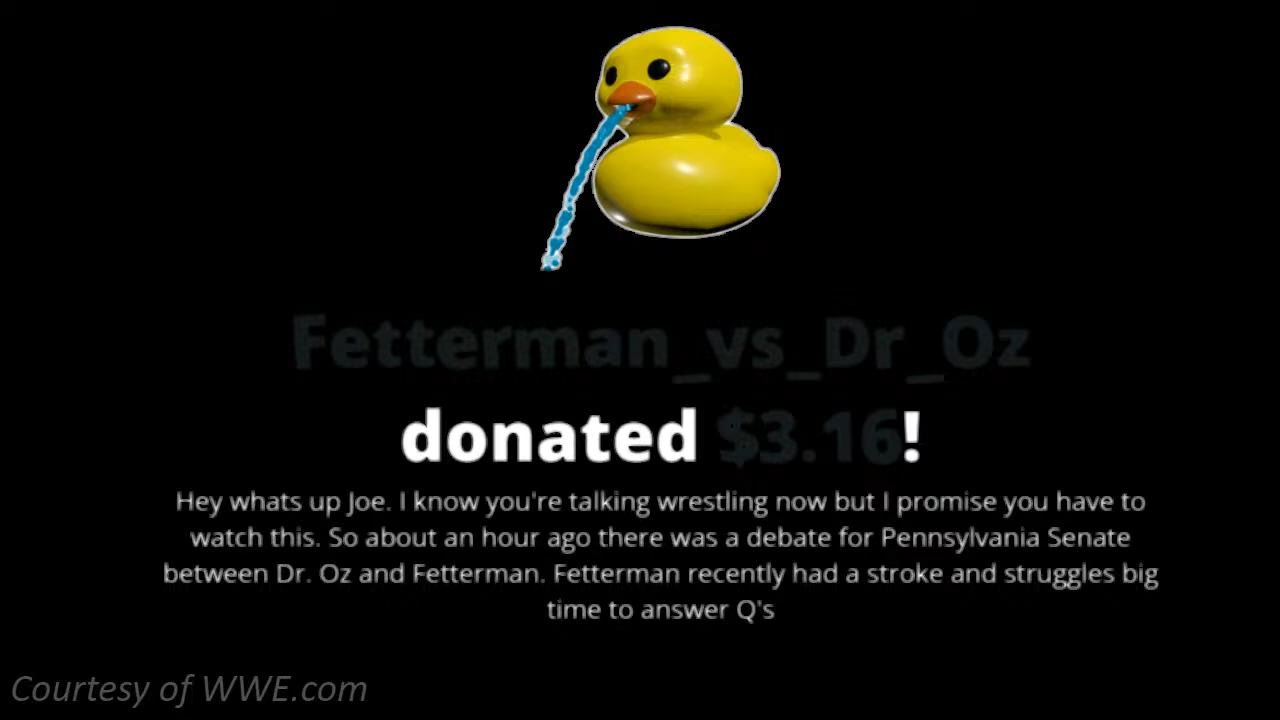 Fetterman_vs_Dr_Oz
donated $3.16!
Hey whats up Joe. I know you're talking wrestling now but I promise you have to
watch this. So about an hour ago there was a debate for Pennsylvania Senate
between Dr. Oz and Fetterman. Fetterman recently had a stroke and struggles big
time to answer Q's
Courtesy of WWE.com